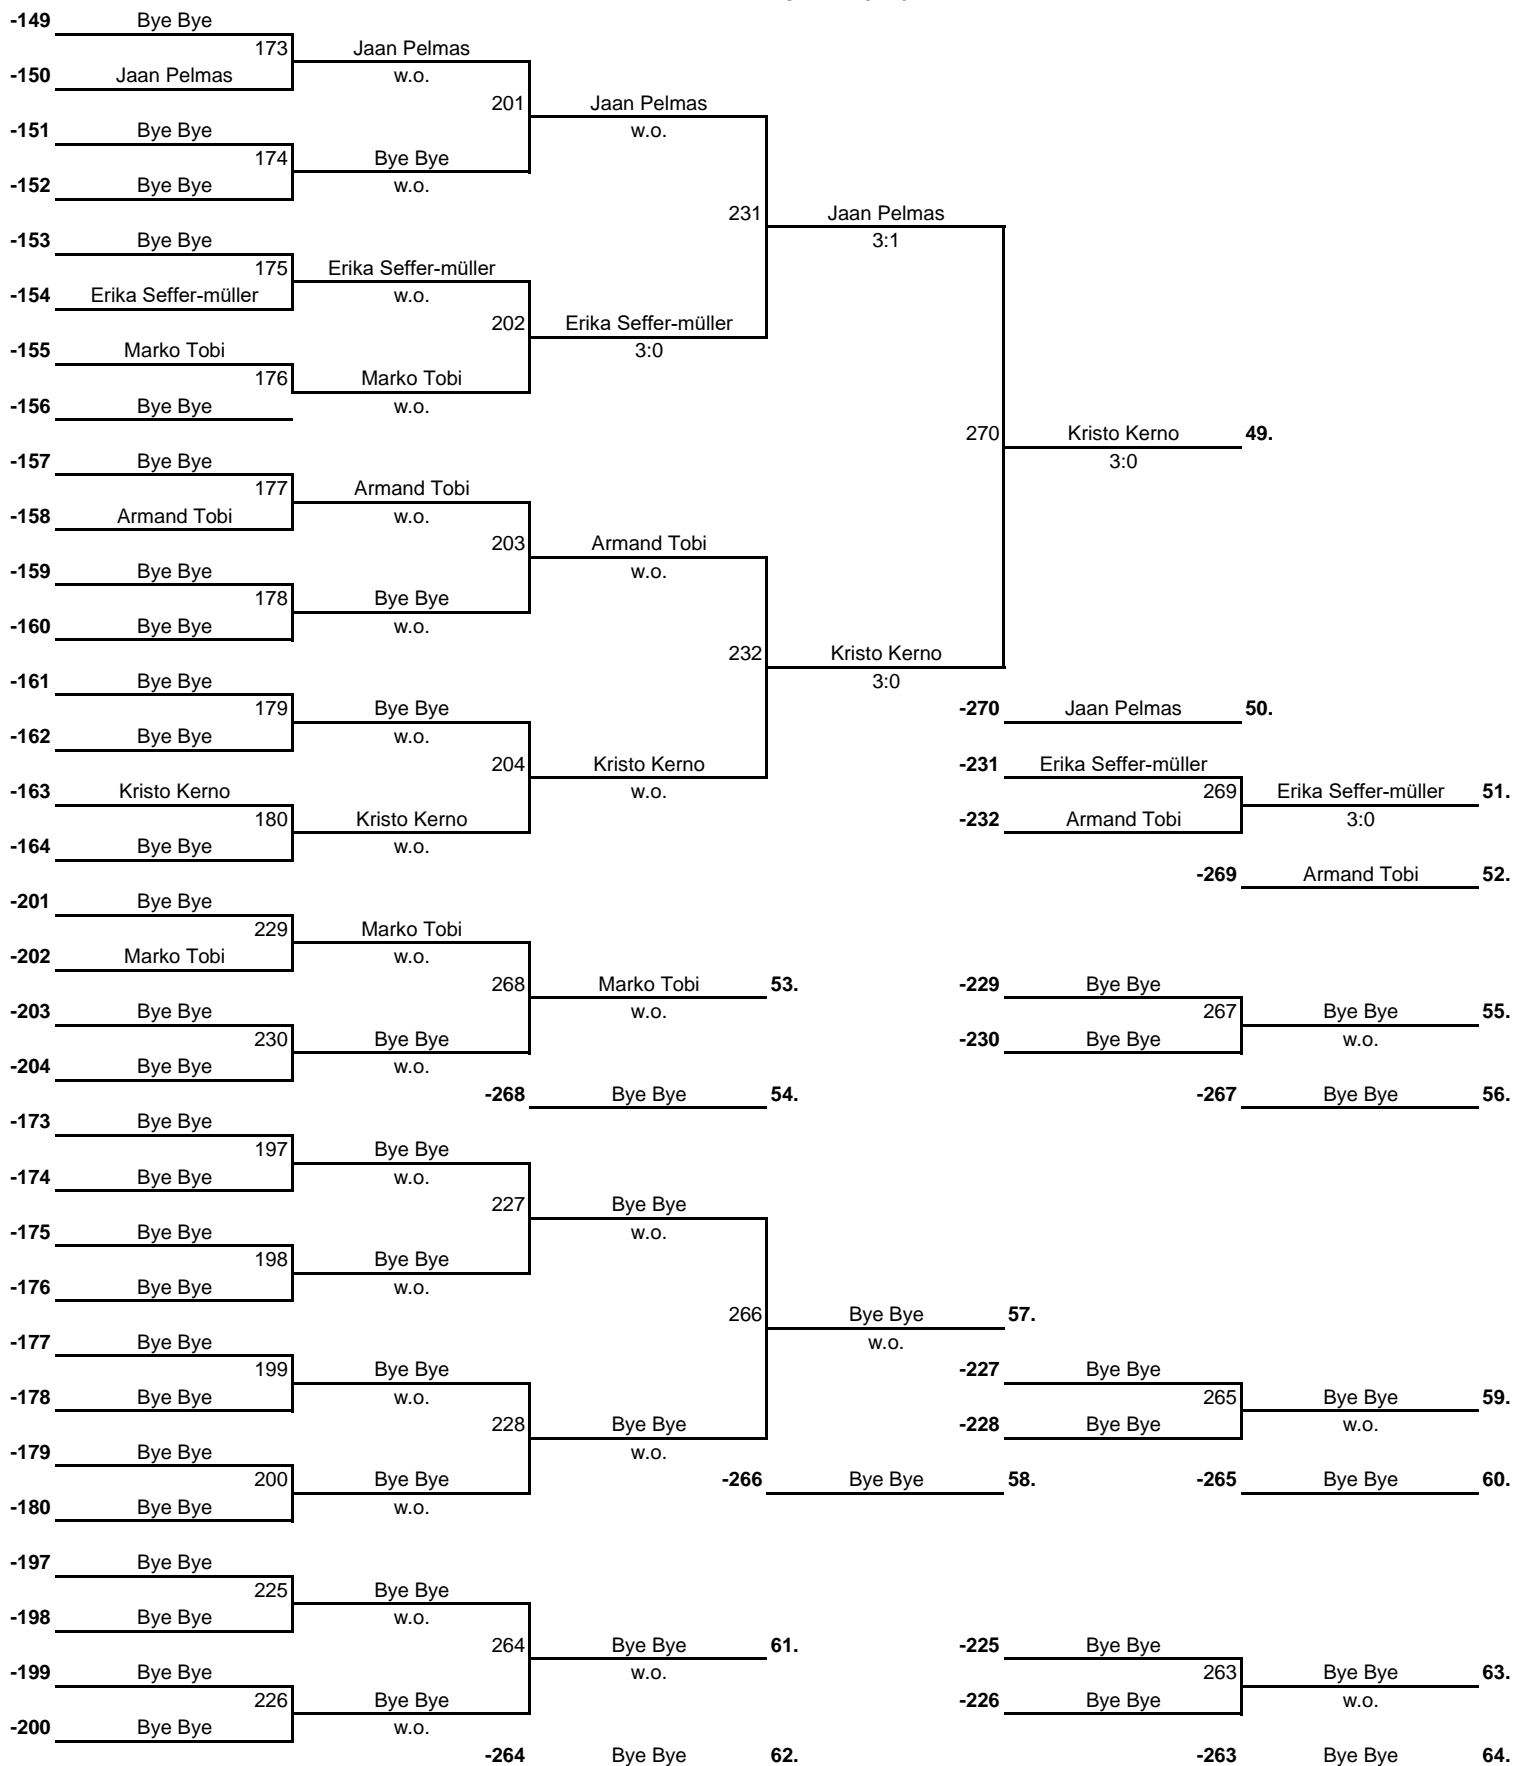 -149 Bye Bye
173 Jaan Pelmas
-150 Jaan Pelmas w.o.
201 Jaan Pelmas
-151 Bye Bye w.o.
174 Bye Bye
-152 Bye Bye w.o.
231 Jaan Pelmas
-153 Bye Bye 3:1
175 Erika Seffer-müller
-154 Erika Seffer-müller w.o.
202 Erika Seffer-müller
-155 Marko Tobi 3:0
176 Marko Tobi
-156 Bye Bye w.o.
270 Kristo Kerno 49.
-157 Bye Bye 3:0
177 Armand Tobi
-158 Armand Tobi w.o.
203 Armand Tobi
-159 Bye Bye w.o.
178 Bye Bye
-160 Bye Bye w.o.
232 Kristo Kerno
-161 Bye Bye 3:0
179 Bye Bye -270 Jaan Pelmas 50.
-162 Bye Bye w.o.
204 Kristo Kerno -231 Erika Seffer-müller
-163 Kristo Kerno w.o. 269 Erika Seffer-müller 51.
180 Kristo Kerno -232 Armand Tobi 3:0
-164 Bye Bye w.o.
-269 Armand Tobi 52.
-201 Bye Bye
229 Marko Tobi
-202 Marko Tobi w.o.
268 Marko Tobi 53. -229 Bye Bye
-203 Bye Bye w.o. 267 Bye Bye 55.
230 Bye Bye -230 Bye Bye w.o.
-204 Bye Bye w.o.
-268 Bye Bye 54. -267 Bye Bye 56.
-173 Bye Bye
197 Bye Bye
-174 Bye Bye w.o.
227 Bye Bye
-175 Bye Bye w.o.
198 Bye Bye
-176 Bye Bye w.o.
266 Bye Bye 57.
-177 Bye Bye w.o.
199 Bye Bye -227 Bye Bye
-178 Bye Bye w.o. 265 Bye Bye 59.
228 Bye Bye -228 Bye Bye w.o.
-179 Bye Bye w.o.
200 Bye Bye -266 Bye Bye 58. -265 Bye Bye 60.
-180 Bye Bye w.o.
-197 Bye Bye
225 Bye Bye
-198 Bye Bye w.o.
264 Bye Bye 61. -225 Bye Bye
-199 Bye Bye w.o. 263 Bye Bye 63.
226 Bye Bye -226 Bye Bye w.o.
-200 Bye Bye w.o.
-264 Bye Bye 62. -263 Bye Bye 64.